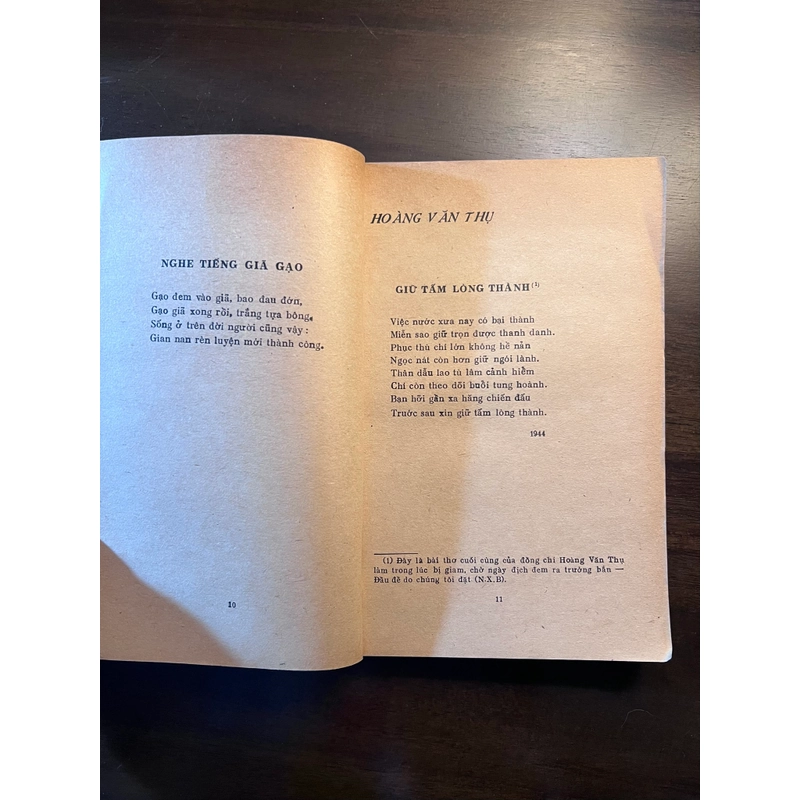 NGHE TIẾNG GIÃ GẠO
Gạo đem vào giã, bao đau đớn,
Gạo giã xong rồi, trắng tựa bông,
Sống ở trên đời người cũng vậy :
Gian nan rèn luyện mới thành công.
10
HOÀNG VĂN THỤ
GIỮ TẤM LÒNG THÀNH (1)
Việc nước xưa nay có bại thành
Miễn sao giữ trọn được thanh danh.
Phục thù chí lớn không hề nản
Ngọc nát còn hơn giữ ngói lành.
Thân dẫu lao tù lâm cảnh hiểm
Chí còn theo dõi buổi tung hoành.
Bạn hỡi gần xa hăng chiến đấu
Trước sau xin giữ tấm lòng thành.
1944
(1) Đây là bài thơ cuối cùng của đồng chí Hoàng Văn Thụ
làm trong lúc bị giam, chờ ngày địch đem ra trường bắn —
Đầu đề do chúng tôi đặt (N.X.B).
11